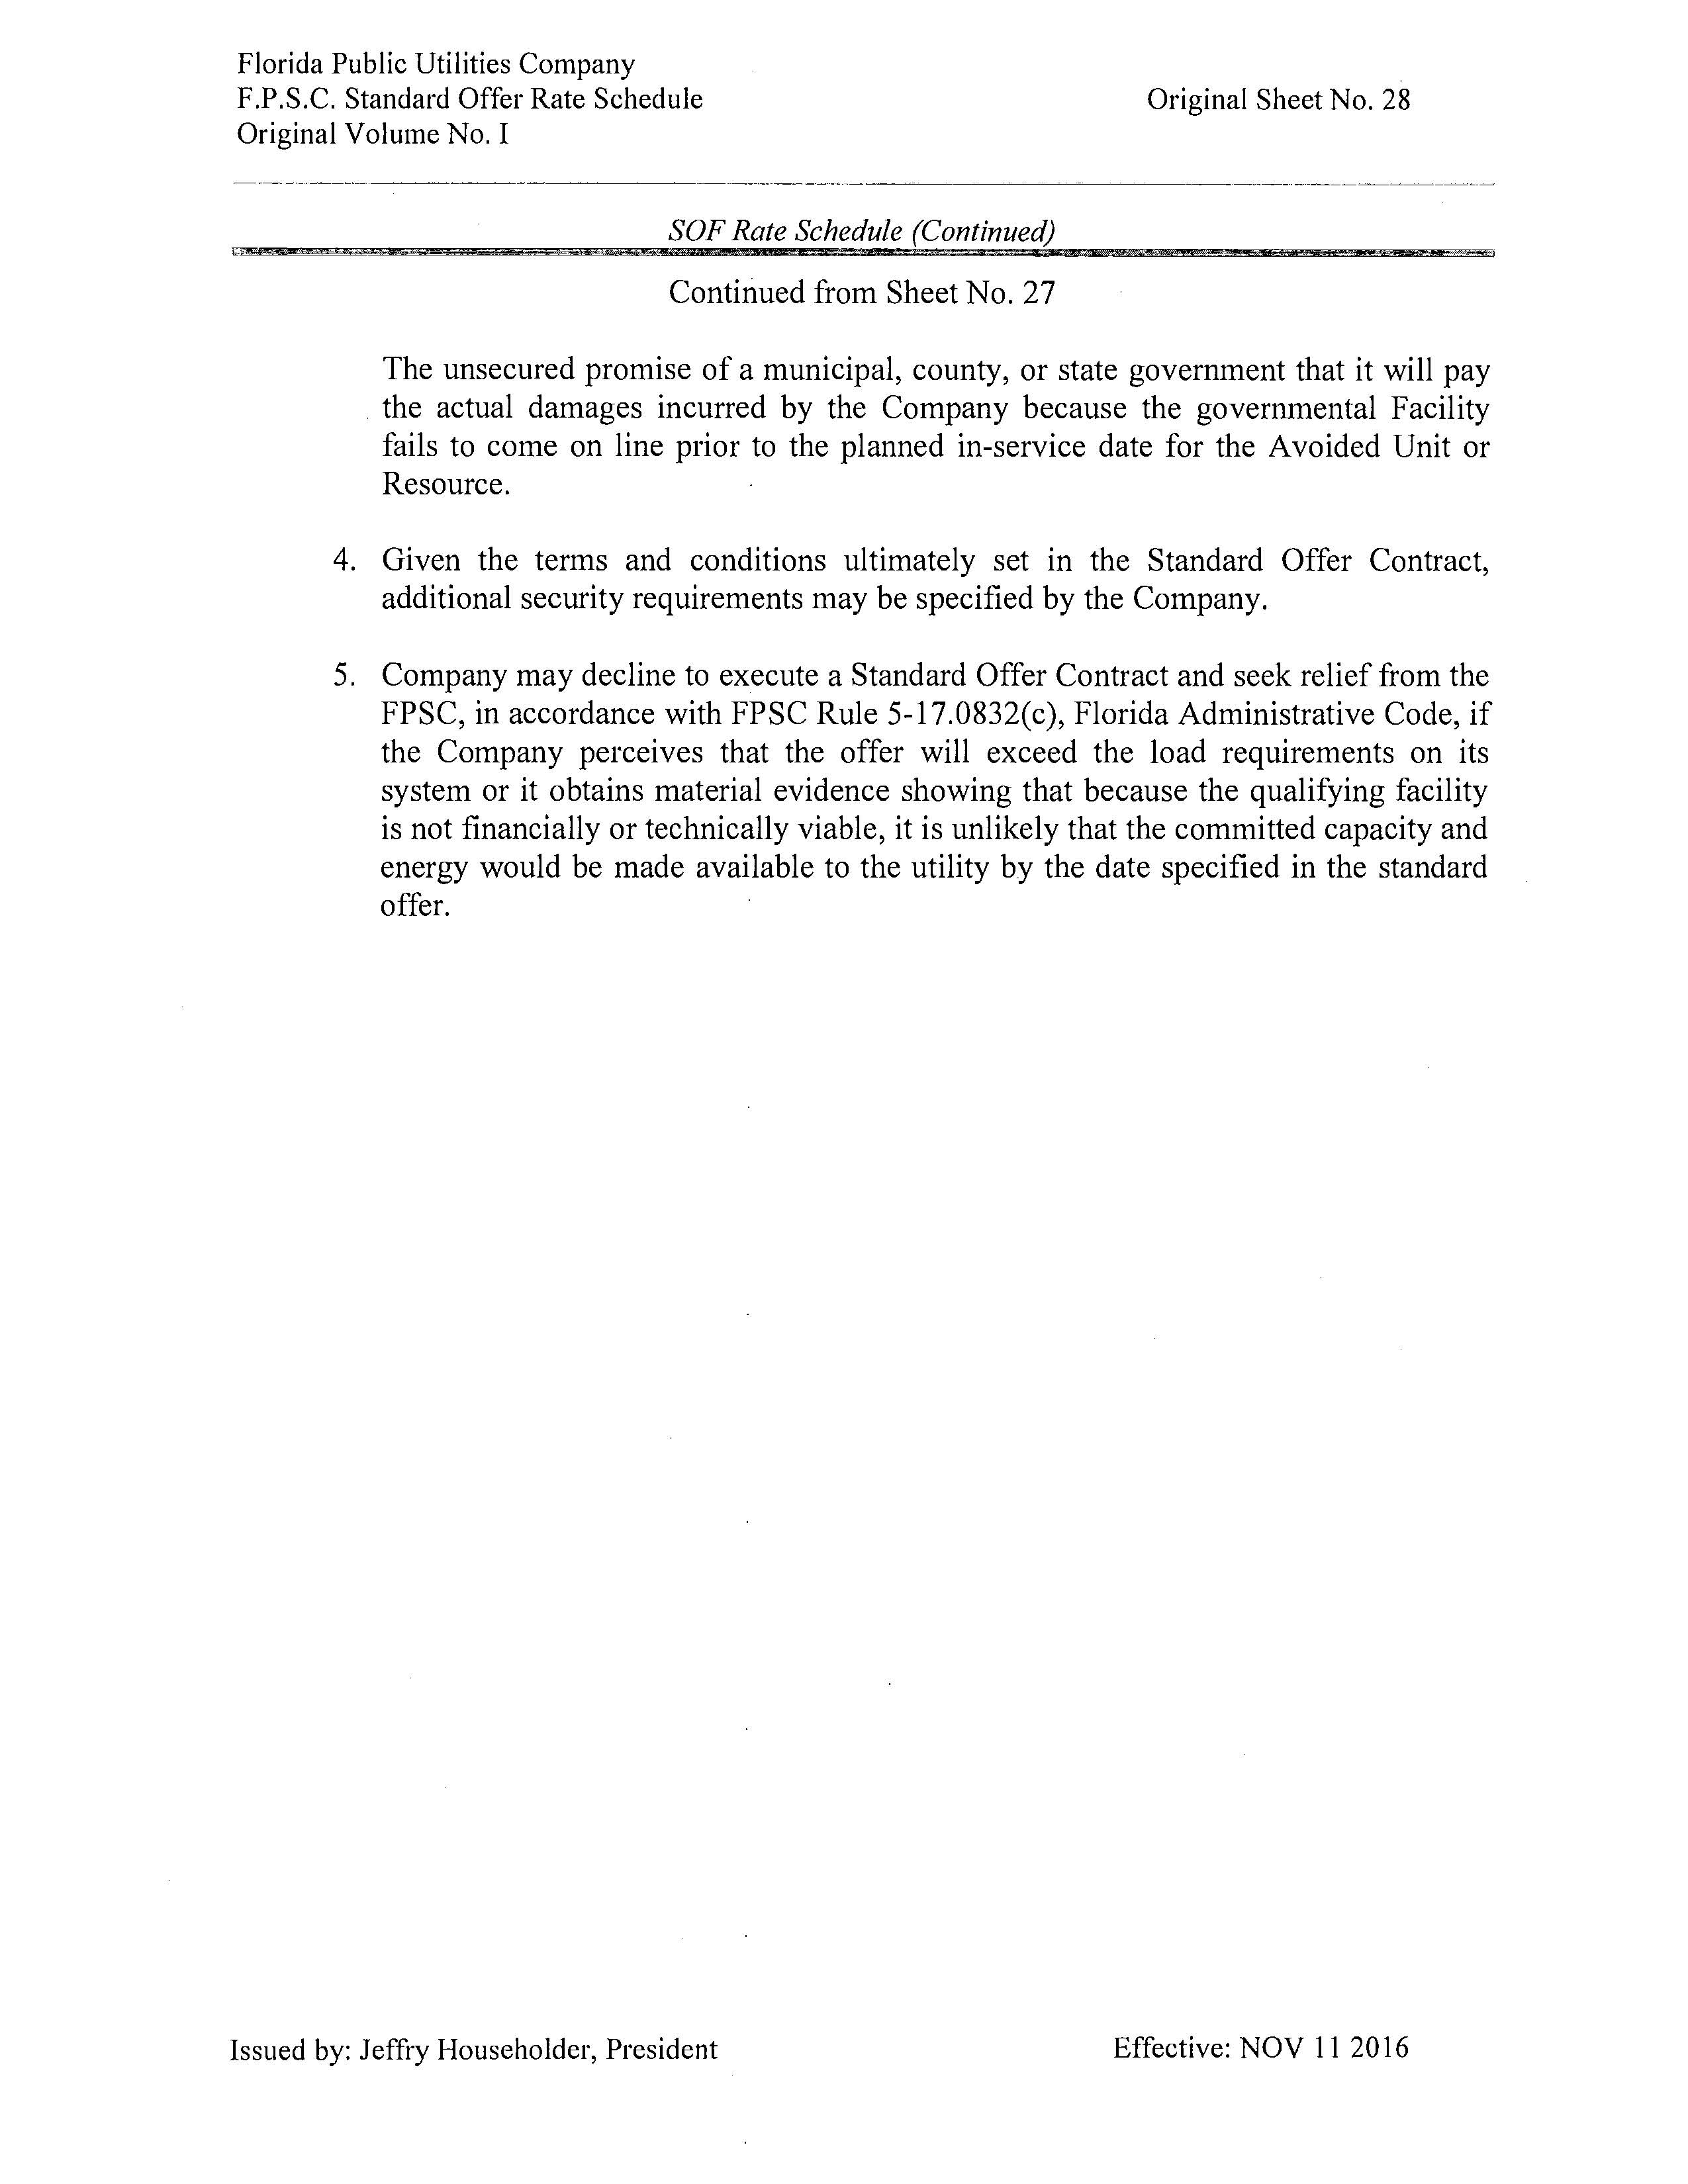 Florida Public Utilities Company
F.P.S.C. Standard Offer Rate Schedule
Original Sheet No. 28
Original Volume No. I
SOF Rate Schedule (Continued)
Continued from Sheet No. 27
The unsecured promise of a municipal, county, or state government that it will pay
the actual damages incurred by the Company because the governmental Facility
fails to come on line prior to the planned in-service date for the Avoided Unit or
Resource.
4. Given the terms and conditions ultimately set in the Standard Offer Contract,
additional security requirements may be specified by the Company.
5. Company may decline to execute a Standard Offer Contract and seek relief from the
FPSC, in accordance with FPSC Rule 5-17.0832(c), Florida Administrative Code, if
the Company perceives that the offer will exceed the load requirements on its
system or it obtains material evidence showing that because the qualifying facility
is not financially or technically viable, it is unlikely that the committed capacity and
energy would be made available to the utility by the date specified in the standard
offer.
Issued by: Jeffry Householder, President
Effective: NOV 11 2016